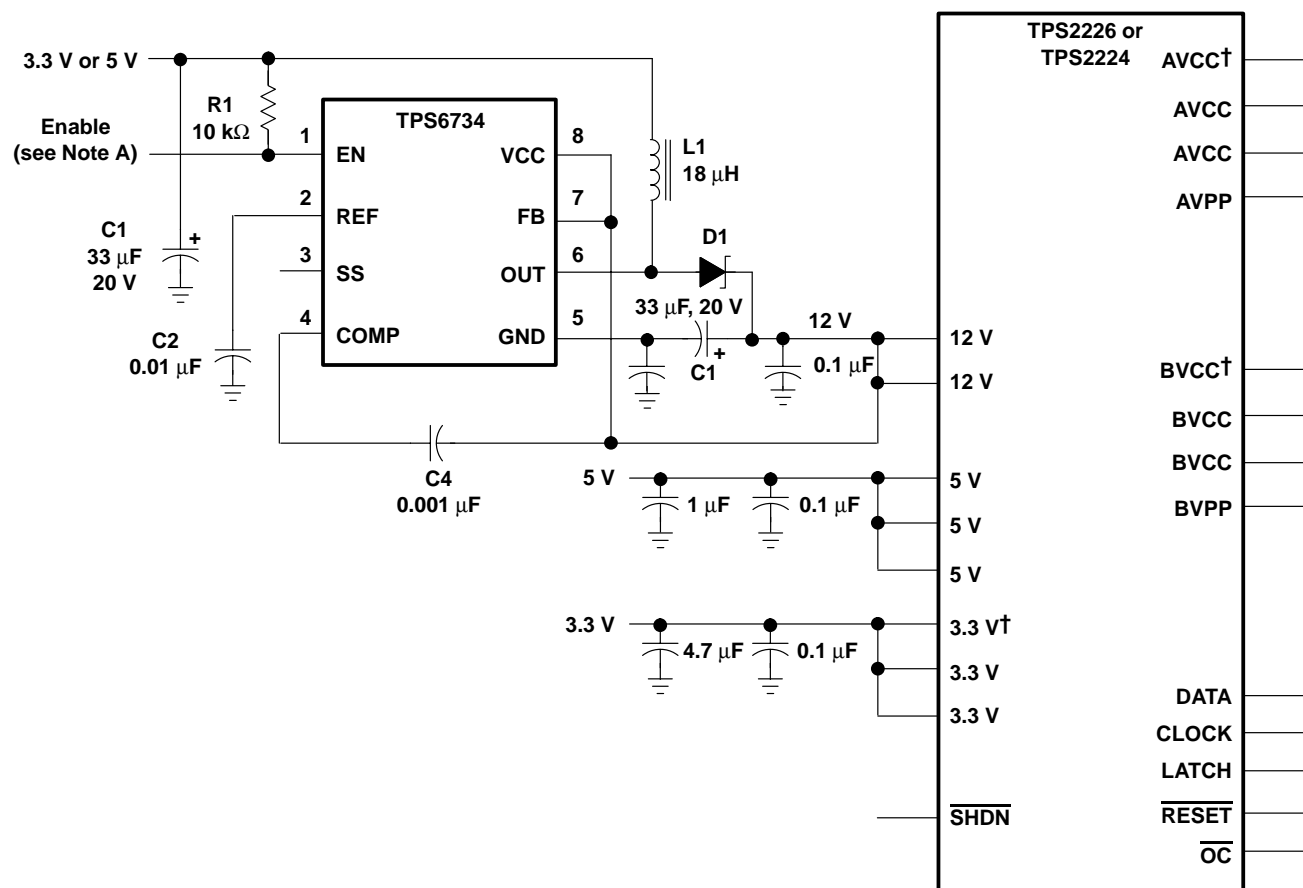 TPS2226 or
TPS2224
3.3 V or 5 V
AVCC†
R1
10 kΩ
TPS6734
AVCC
Enable
(see Note A)
1
EN
VCC
8
L1
18 μH
AVCC
2
REF
FB
7
AVPP
C1
33 μF
20 V
+
3
SS
OUT
6
D1
33 μF, 20 V
4
COMP
GND
5
C1
+
12 V
0.1 μF
12 V
12 V
C2
0.01 μF
BVCC†
BVCC
C4
0.001 μF
BVCC
5 V
1 μF
0.1 μF
5 V
BVPP
5 V
5 V
3.3 V
4.7 μF
0.1 μF
3.3 V†
3.3 V
3.3 V
DATA
CLOCK
LATCH
SHDN
RESET
OC